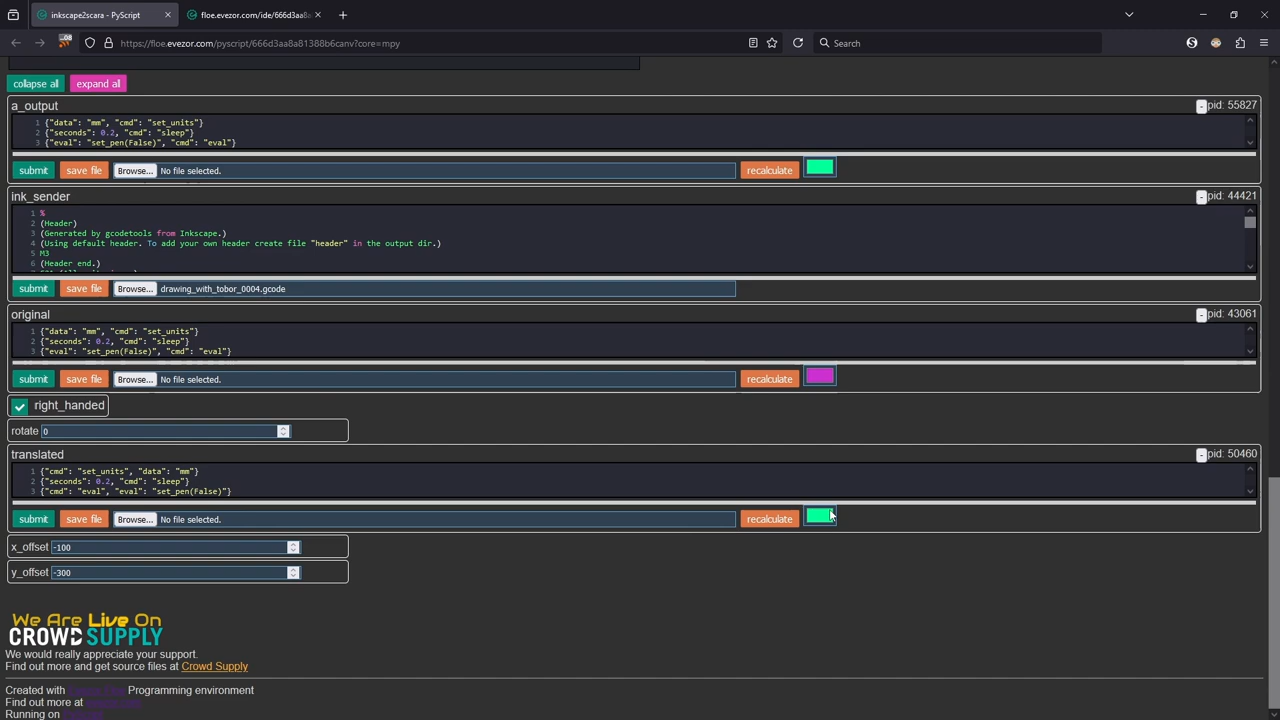 inkscape2scara - PyScript
floe.evezor.com/ide/666d3aa8a
.08
https://floe.evezor.com/pyscript/666d3aa8a81388b6canv?core=mpy
Search
collapse all
expand all
a_output
- pid: 55827
1 {"data": "mm", "cmd": "set_units"}
2 {"seconds": 0.2, "cmd": "sleep"}
3 {"eval": "set_pen(False)", "cmd": "eval"}
submit save file Browse... No file selected. recalculate
ink_sender
- pid: 44421
1 %
2 (Header)
3 (Generated by gcodetools from Inkscape.)
4 (Using default header. To add your own header create file "header" in the output dir.)
5 M3
6 (Header end.)
submit save file Browse... drawing_with_tobor_0004.gcode
original
- pid: 43061
1 {"data": "mm", "cmd": "set_units"}
2 {"seconds": 0.2, "cmd": "sleep"}
3 {"eval": "set_pen(False)", "cmd": "eval"}
submit save file Browse... No file selected. recalculate
right_handed
rotate 0
translated
- pid: 50460
1 {"cmd": "set_units", "data": "mm"}
2 {"seconds": 0.2, "cmd": "sleep"}
3 {"cmd": "eval", "eval": "set_pen(False)"}
submit save file Browse... No file selected. recalculate
x_offset -100
y_offset -300
We Are Live On
CROWD SUPPLY
We would really appreciate your support.
Find out more and get source files at Crowd Supply
Created with Programming environment
Find out more at
Running on